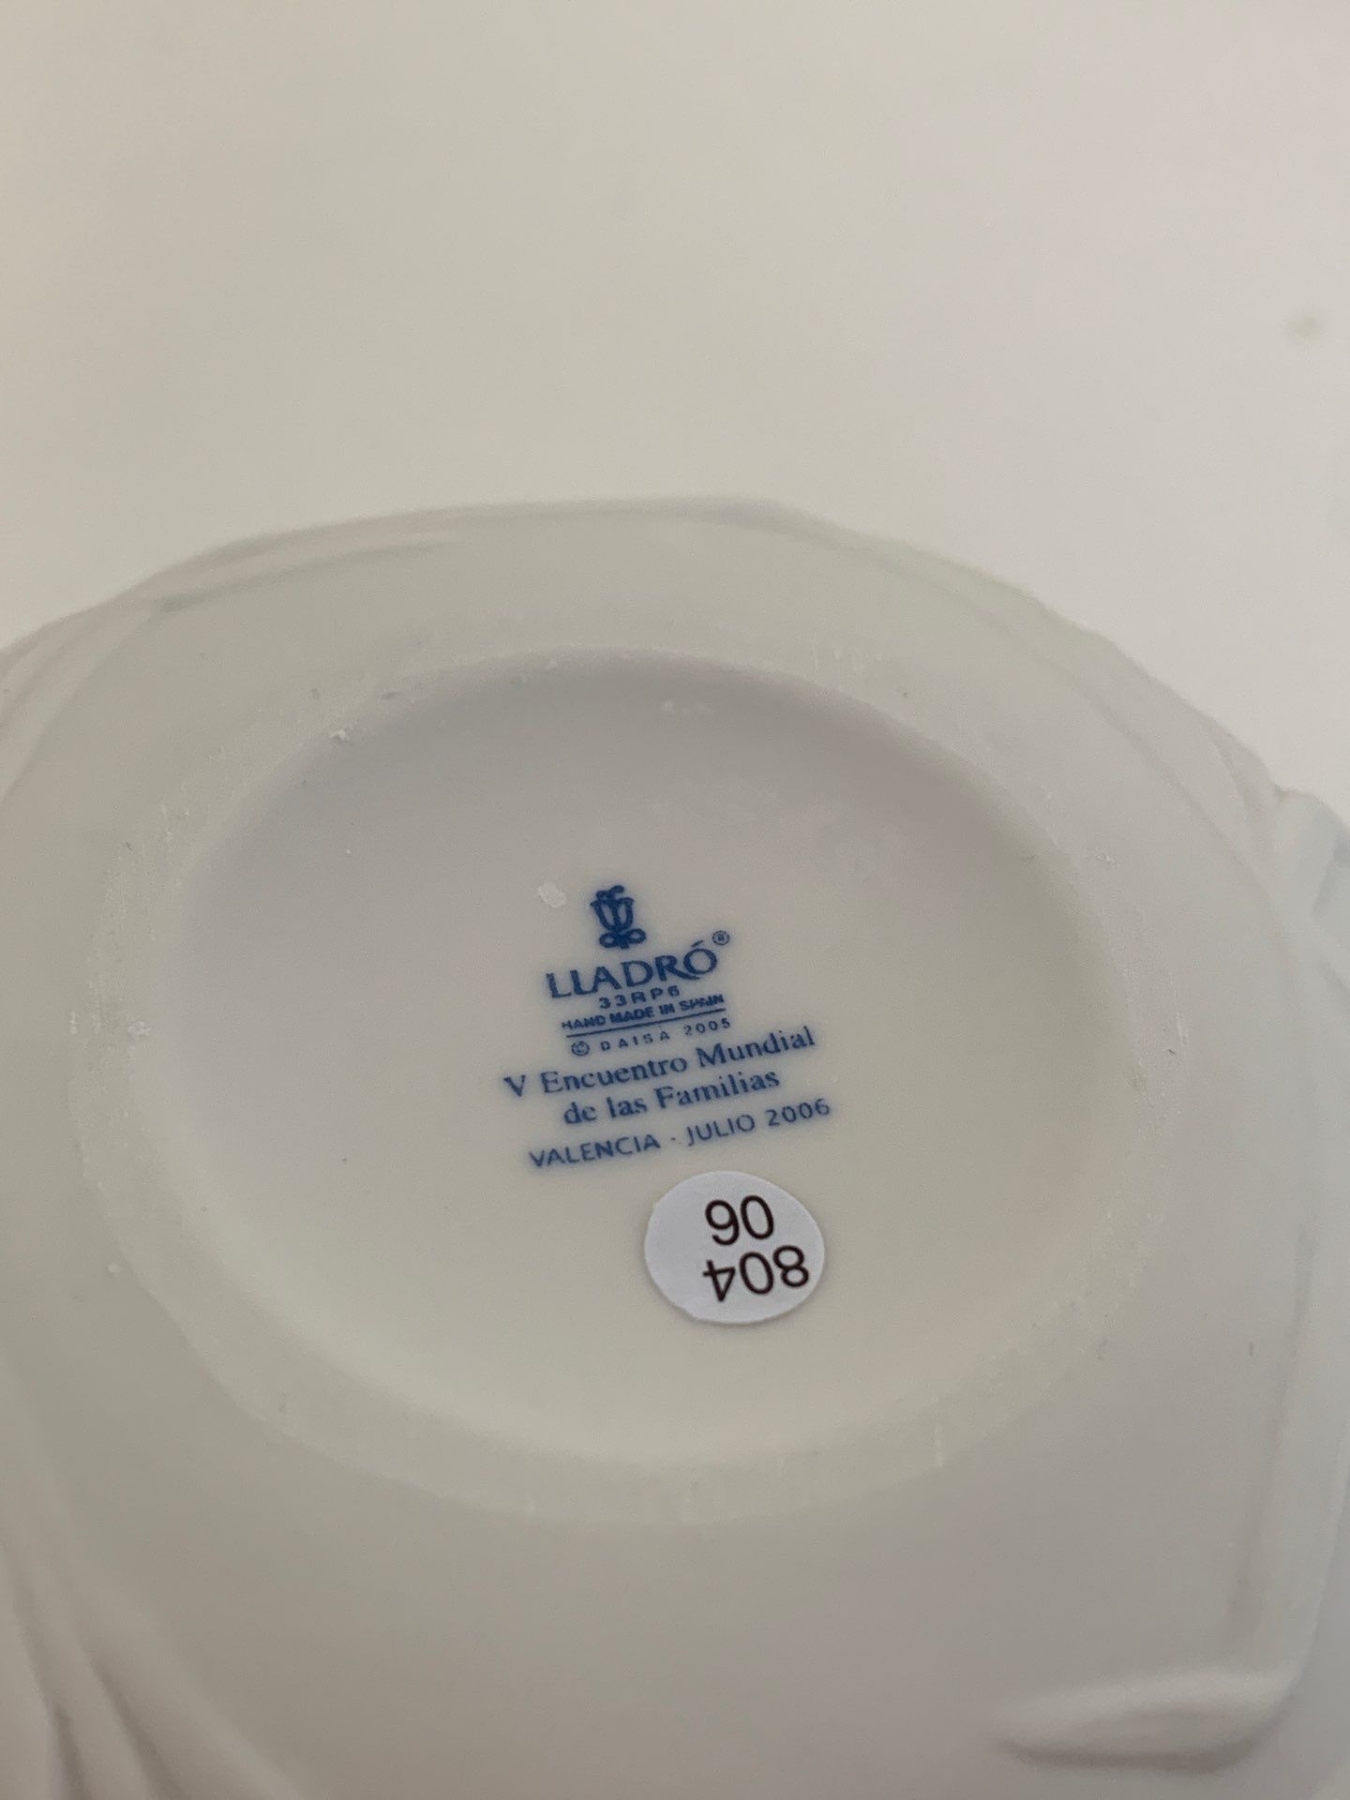 LLADRÓ®
33RP6
HAND MADE IN SPAIN
© DAISA 2005
V Encuentro Mundial
de las Familias
VALENCIA · JULIO 2006
804
90